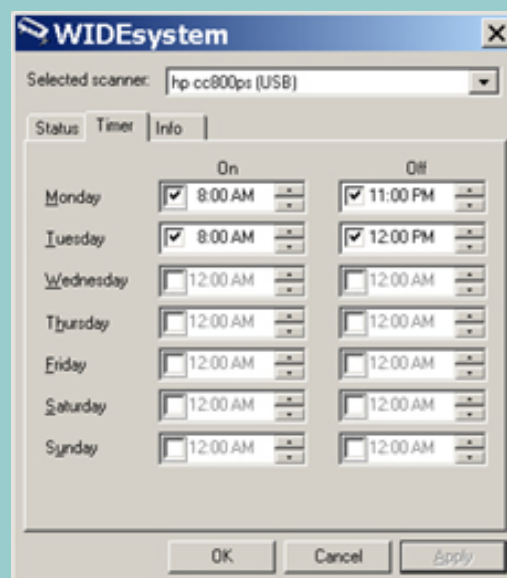 WIDEsystem
Selected scanner: hp cc800ps (USB)
Status Timer Info
On Off
Monday 8:00 AM 11:00 PM
Tuesday 8:00 AM 12:00 PM
Wednesday 12:00 AM 12:00 AM
Thursday 12:00 AM 12:00 AM
Friday 12:00 AM 12:00 AM
Saturday 12:00 AM 12:00 AM
Sunday 12:00 AM 12:00 AM
OK Cancel Apply